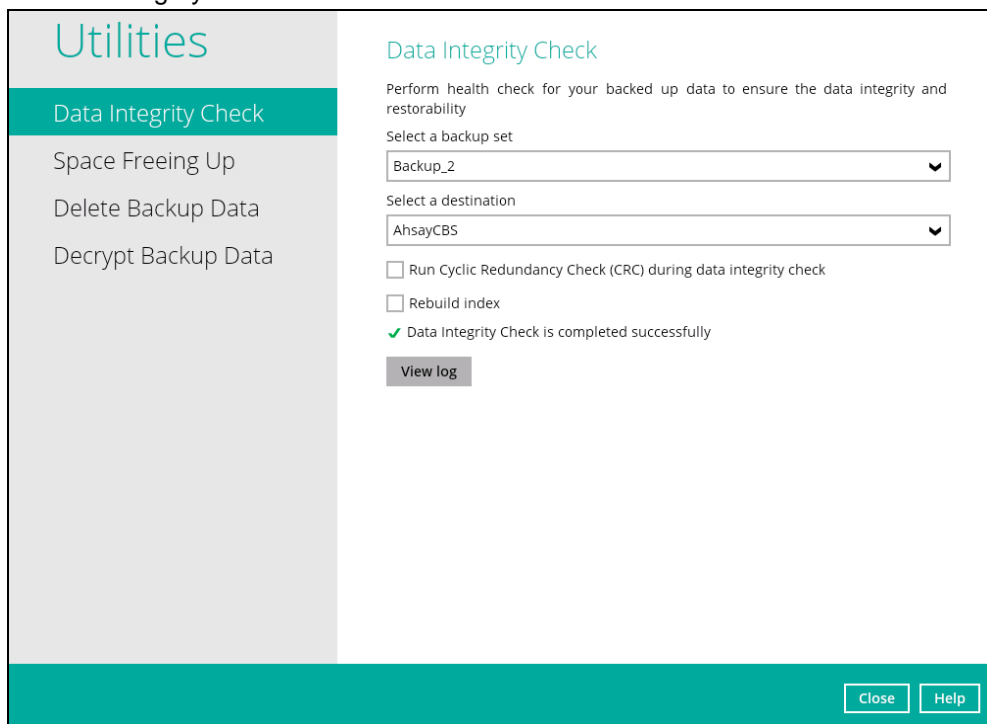 Utilities
Data Integrity Check
Space Freeing Up
Delete Backup Data
Decrypt Backup Data
Data Integrity Check
Perform health check for your backed up data to ensure the data integrity and
restorability
Select a backup set
Backup_2
Select a destination
AhsayCBS
Run Cyclic Redundancy Check (CRC) during data integrity check
Rebuild index
Data Integrity Check is completed successfully
View log
Close Help